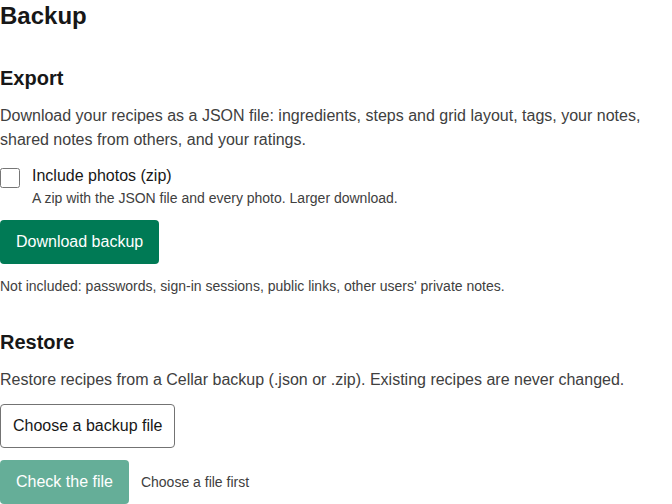 Backup
Export
Download your recipes as a JSON file: ingredients, steps and grid layout, tags, your notes,
shared notes from others, and your ratings.
Include photos (zip)
A zip with the JSON file and every photo. Larger download.
Download backup
Not included: passwords, sign-in sessions, public links, other users' private notes.
Restore
Restore recipes from a Cellar backup (.json or .zip). Existing recipes are never changed.
Choose a backup file
Check the file Choose a file first